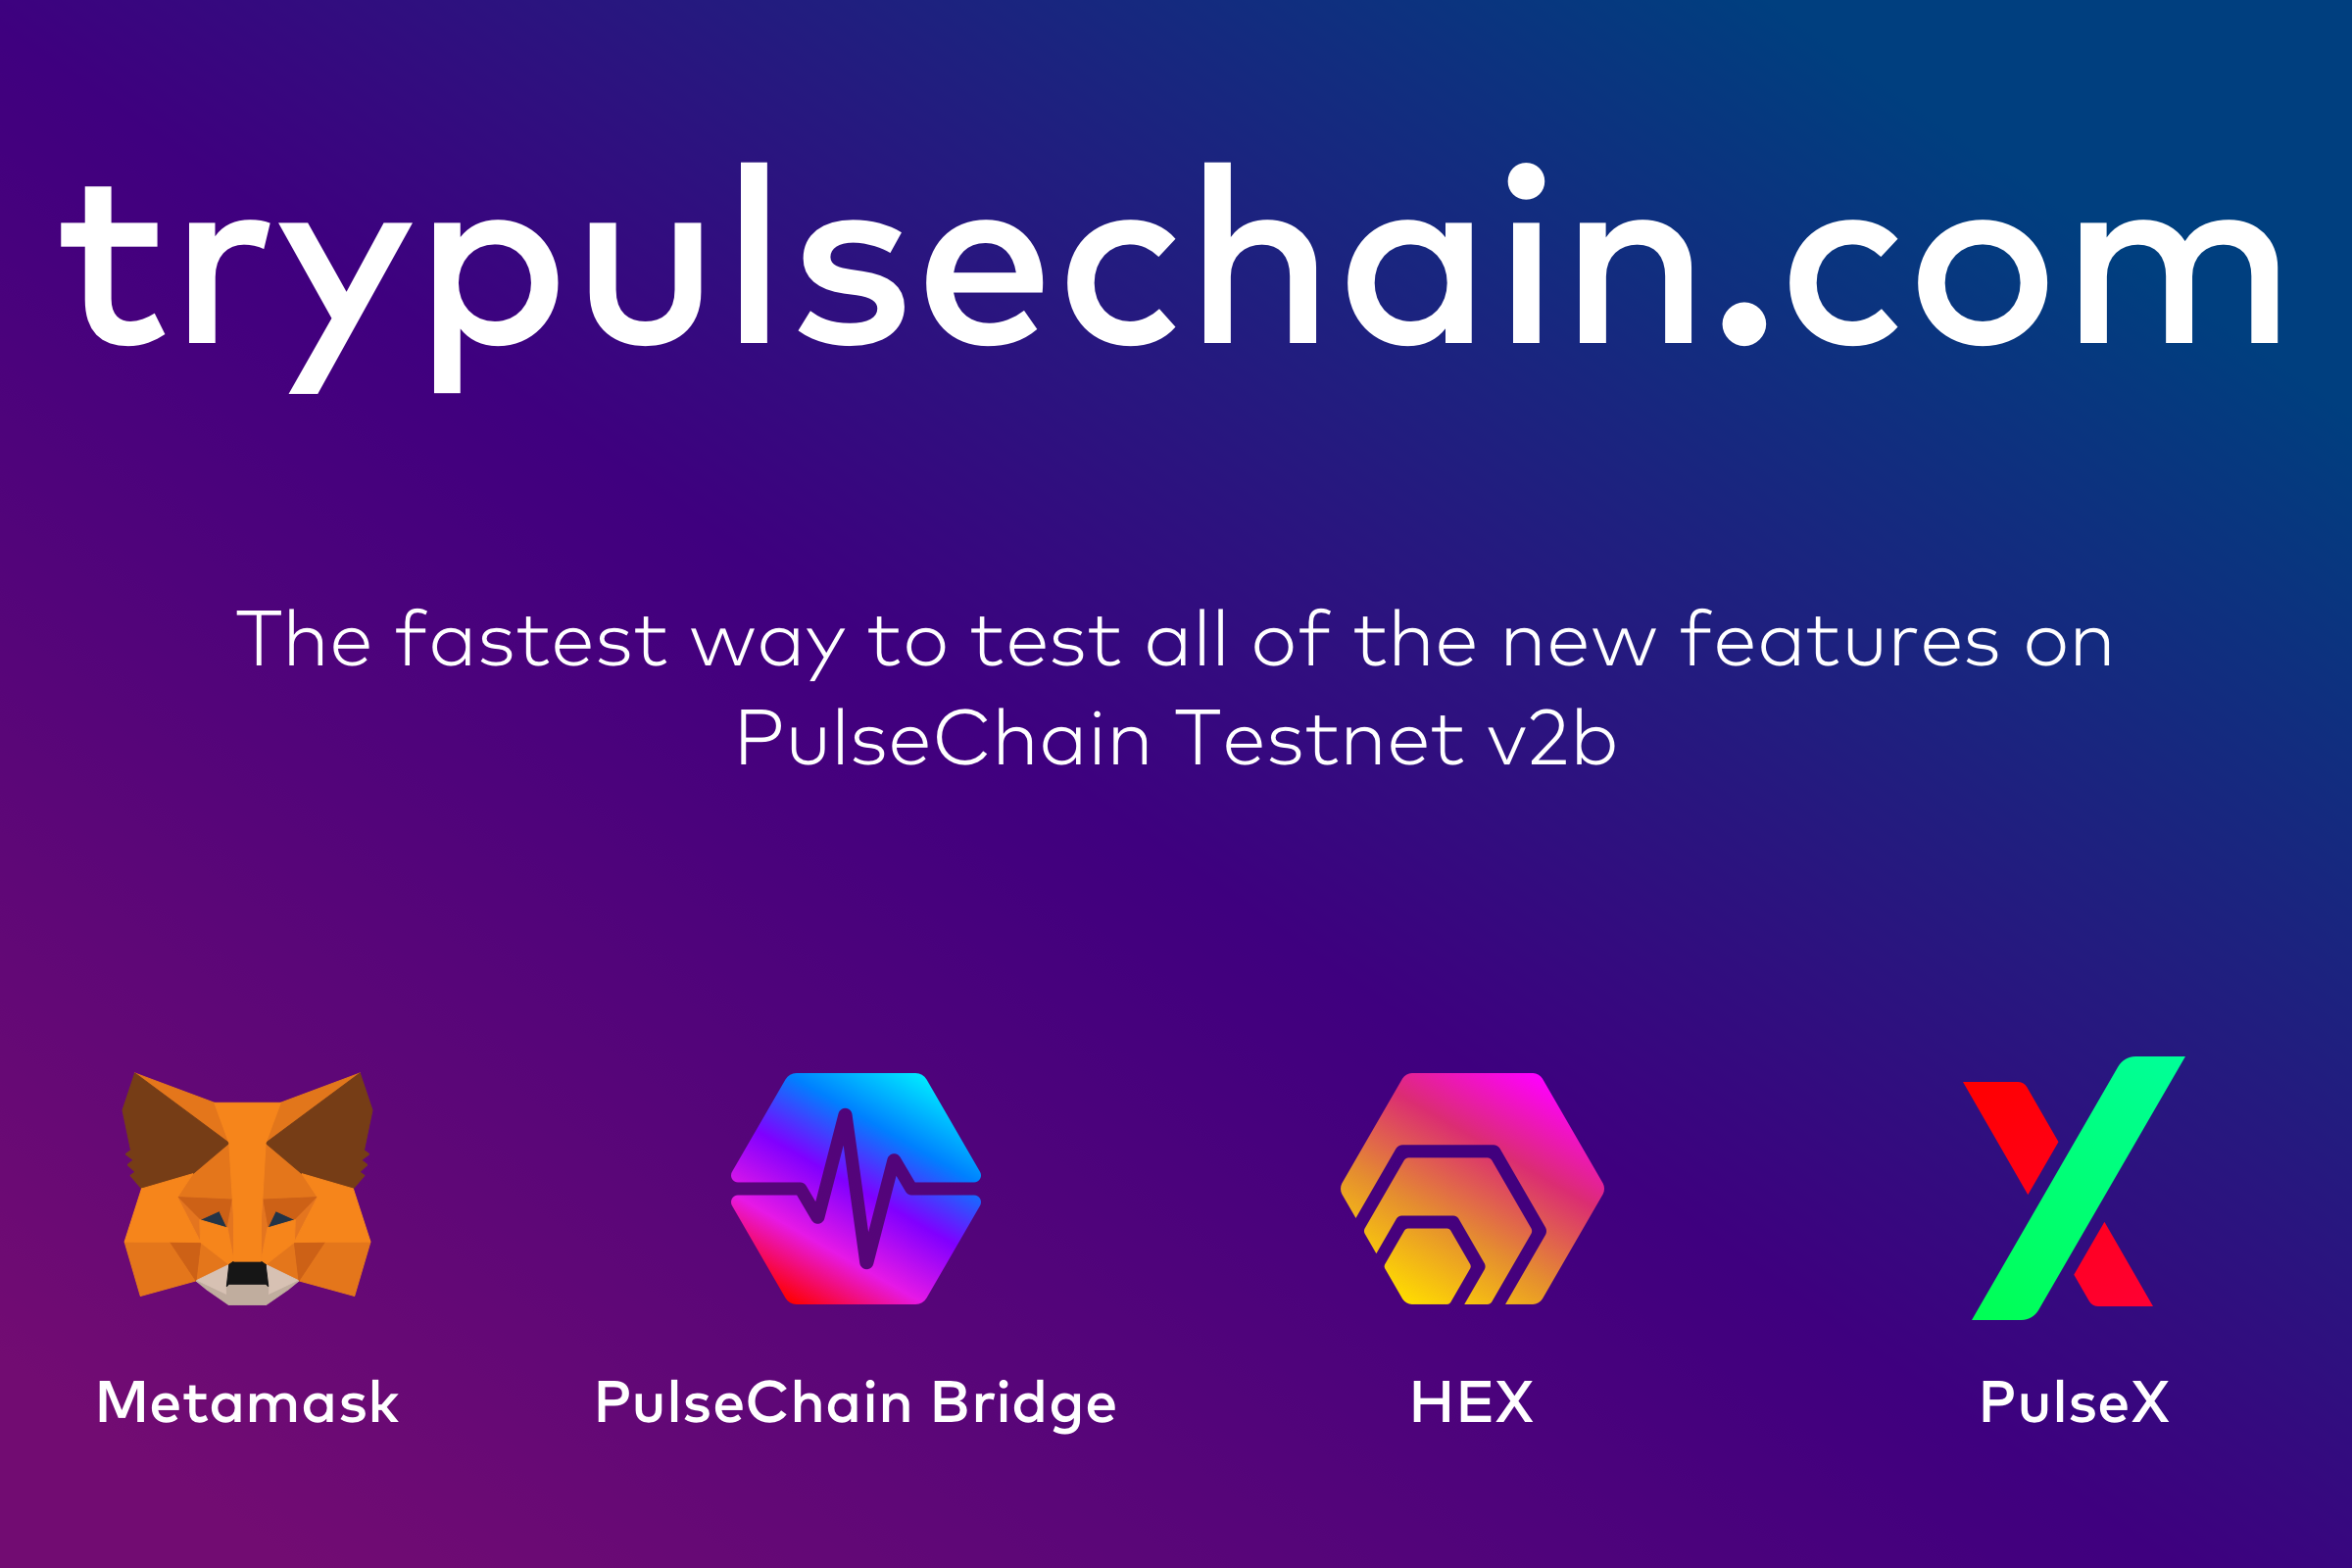 trypulsechain.com
The fastest way to test all of the new features on
PulseChain Testnet v2b
Metamask
PulseChain Bridge
HEX
PulseX